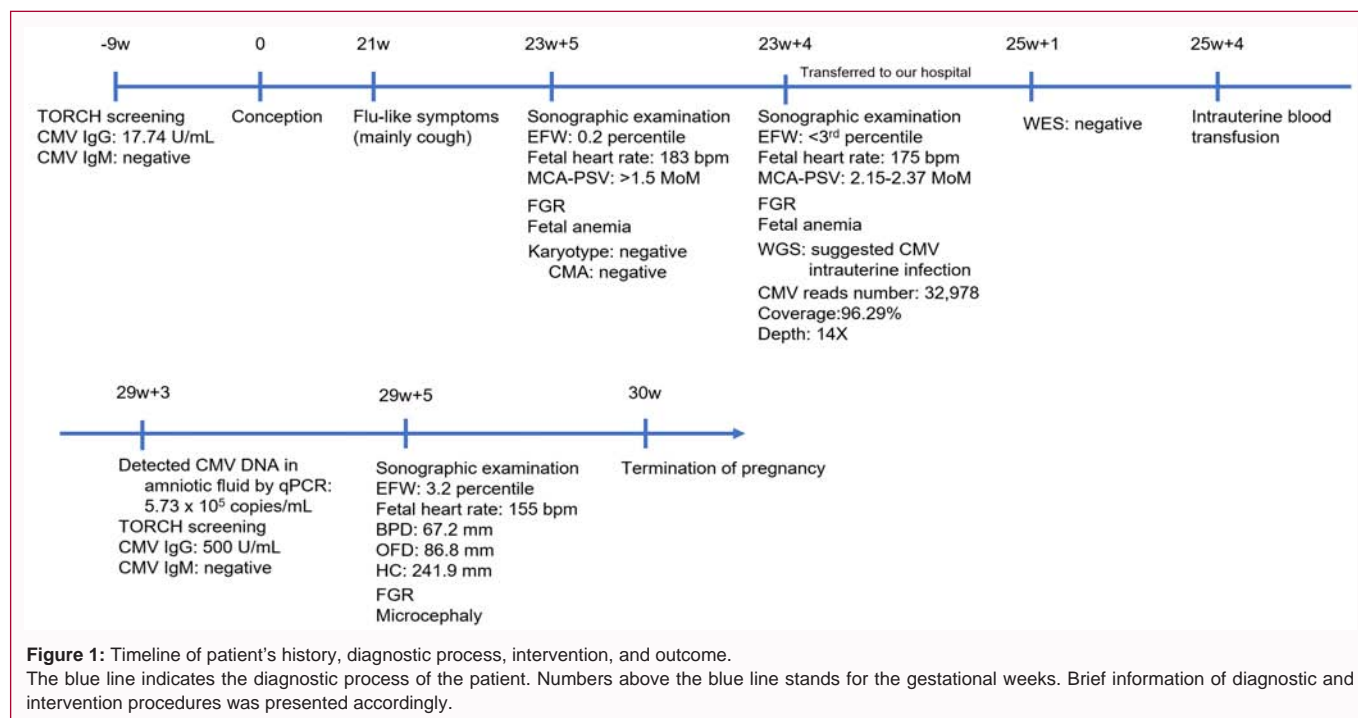 -9w 0 21w 23w+5 23w+4 25w+1 25w+4
Transferred to our hospital
TORCH screening
CMV IgG: 17.74 U/mL
CMV IgM: negative
Conception
Flu-like symptoms
(mainly cough)
Sonographic examination
EFW: 0.2 percentile
Fetal heart rate: 183 bpm
MCA-PSV: >1.5 MoM
FGR
Fetal anemia
Karyotype: negative
CMA: negative
Sonographic examination
EFW: <3rd percentile
Fetal heart rate: 175 bpm
MCA-PSV: 2.15-2.37 MoM
FGR
Fetal anemia
WGS: suggested CMV
intrauterine infection
CMV reads number: 32,978
Coverage:96.29%
Depth: 14X
WES: negative
Intrauterine blood
transfusion
29w+3 29w+5 30w
Detected CMV DNA in
amniotic fluid by qPCR:
5.73 x 10⁵ copies/mL
TORCH screening
CMV IgG: 500 U/mL
CMV IgM: negative
Sonographic examination
EFW: 3.2 percentile
Fetal heart rate: 155 bpm
BPD: 67.2 mm
OFD: 86.8 mm
HC: 241.9 mm
FGR
Microcephaly
Termination of pregnancy
Figure 1: Timeline of patient's history, diagnostic process, intervention, and outcome.
The blue line indicates the diagnostic process of the patient. Numbers above the blue line stands for the gestational weeks. Brief information of diagnostic and
intervention procedures was presented accordingly.